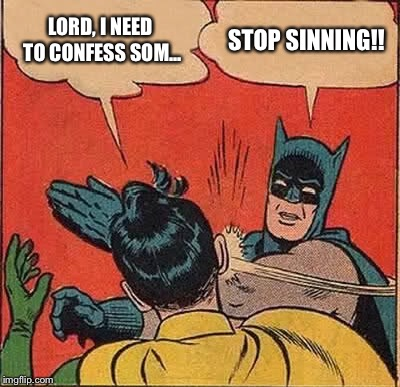 LORD, I NEED
TO CONFESS SOM...
STOP SINNING!!
imgflip.com